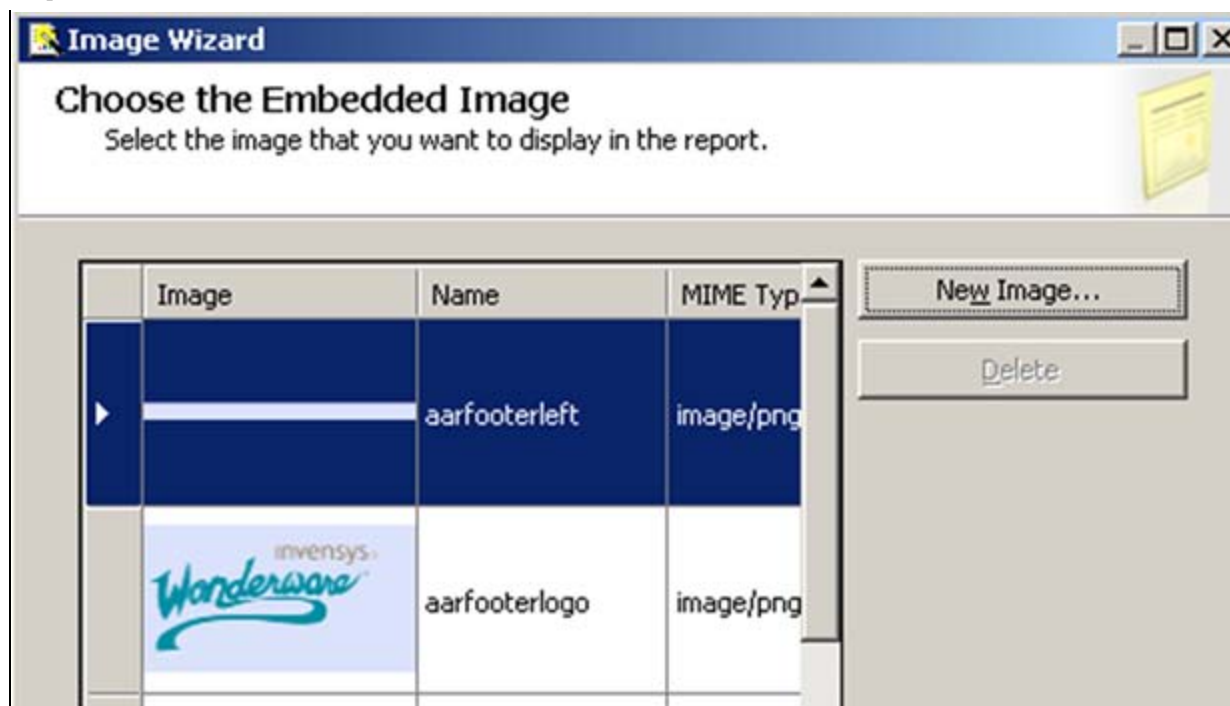 Image Wizard
Choose the Embedded Image
Select the image that you want to display in the report.
Image Name MIME Typ
New Image...
Delete
aarfooterleft image/png
invensys
Wonderware
aarfooterlogo image/png